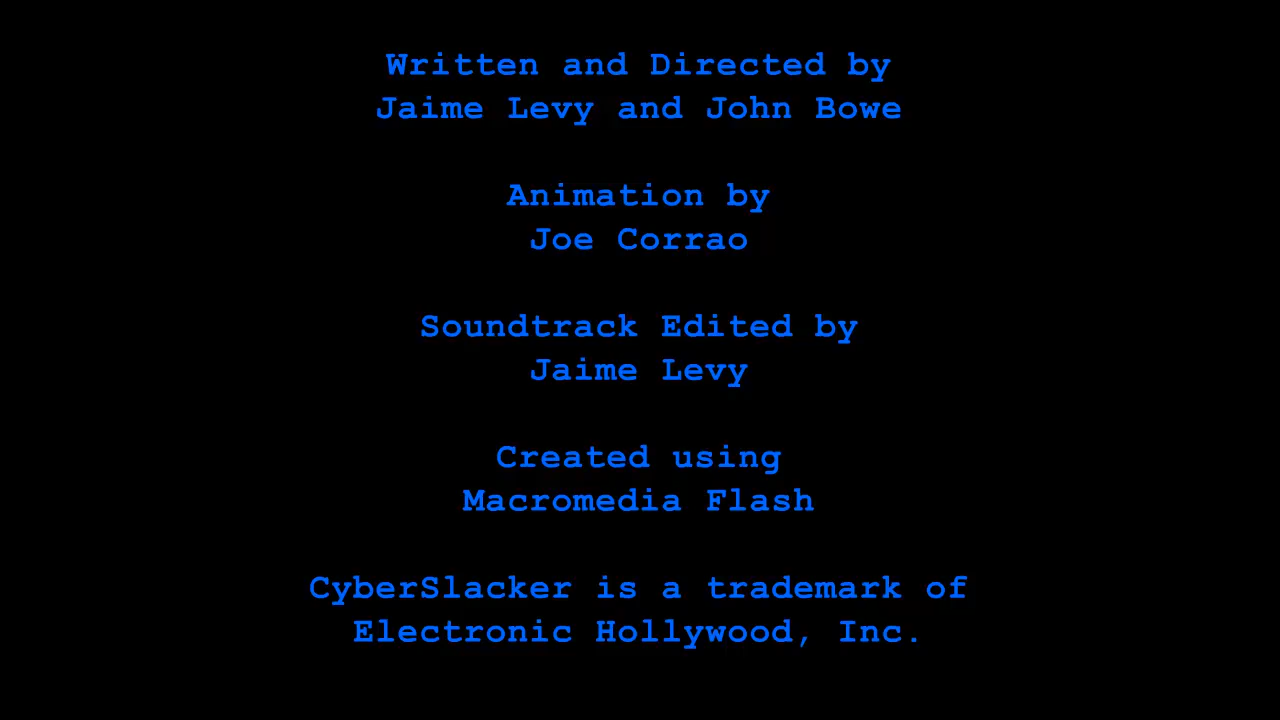 Written and Directed by
Jaime Levy and John Bowe
Animation by
Joe Corrao
Soundtrack Edited by
Jaime Levy
Created using
Macromedia Flash
CyberSlacker is a trademark of
Electronic Hollywood, Inc.